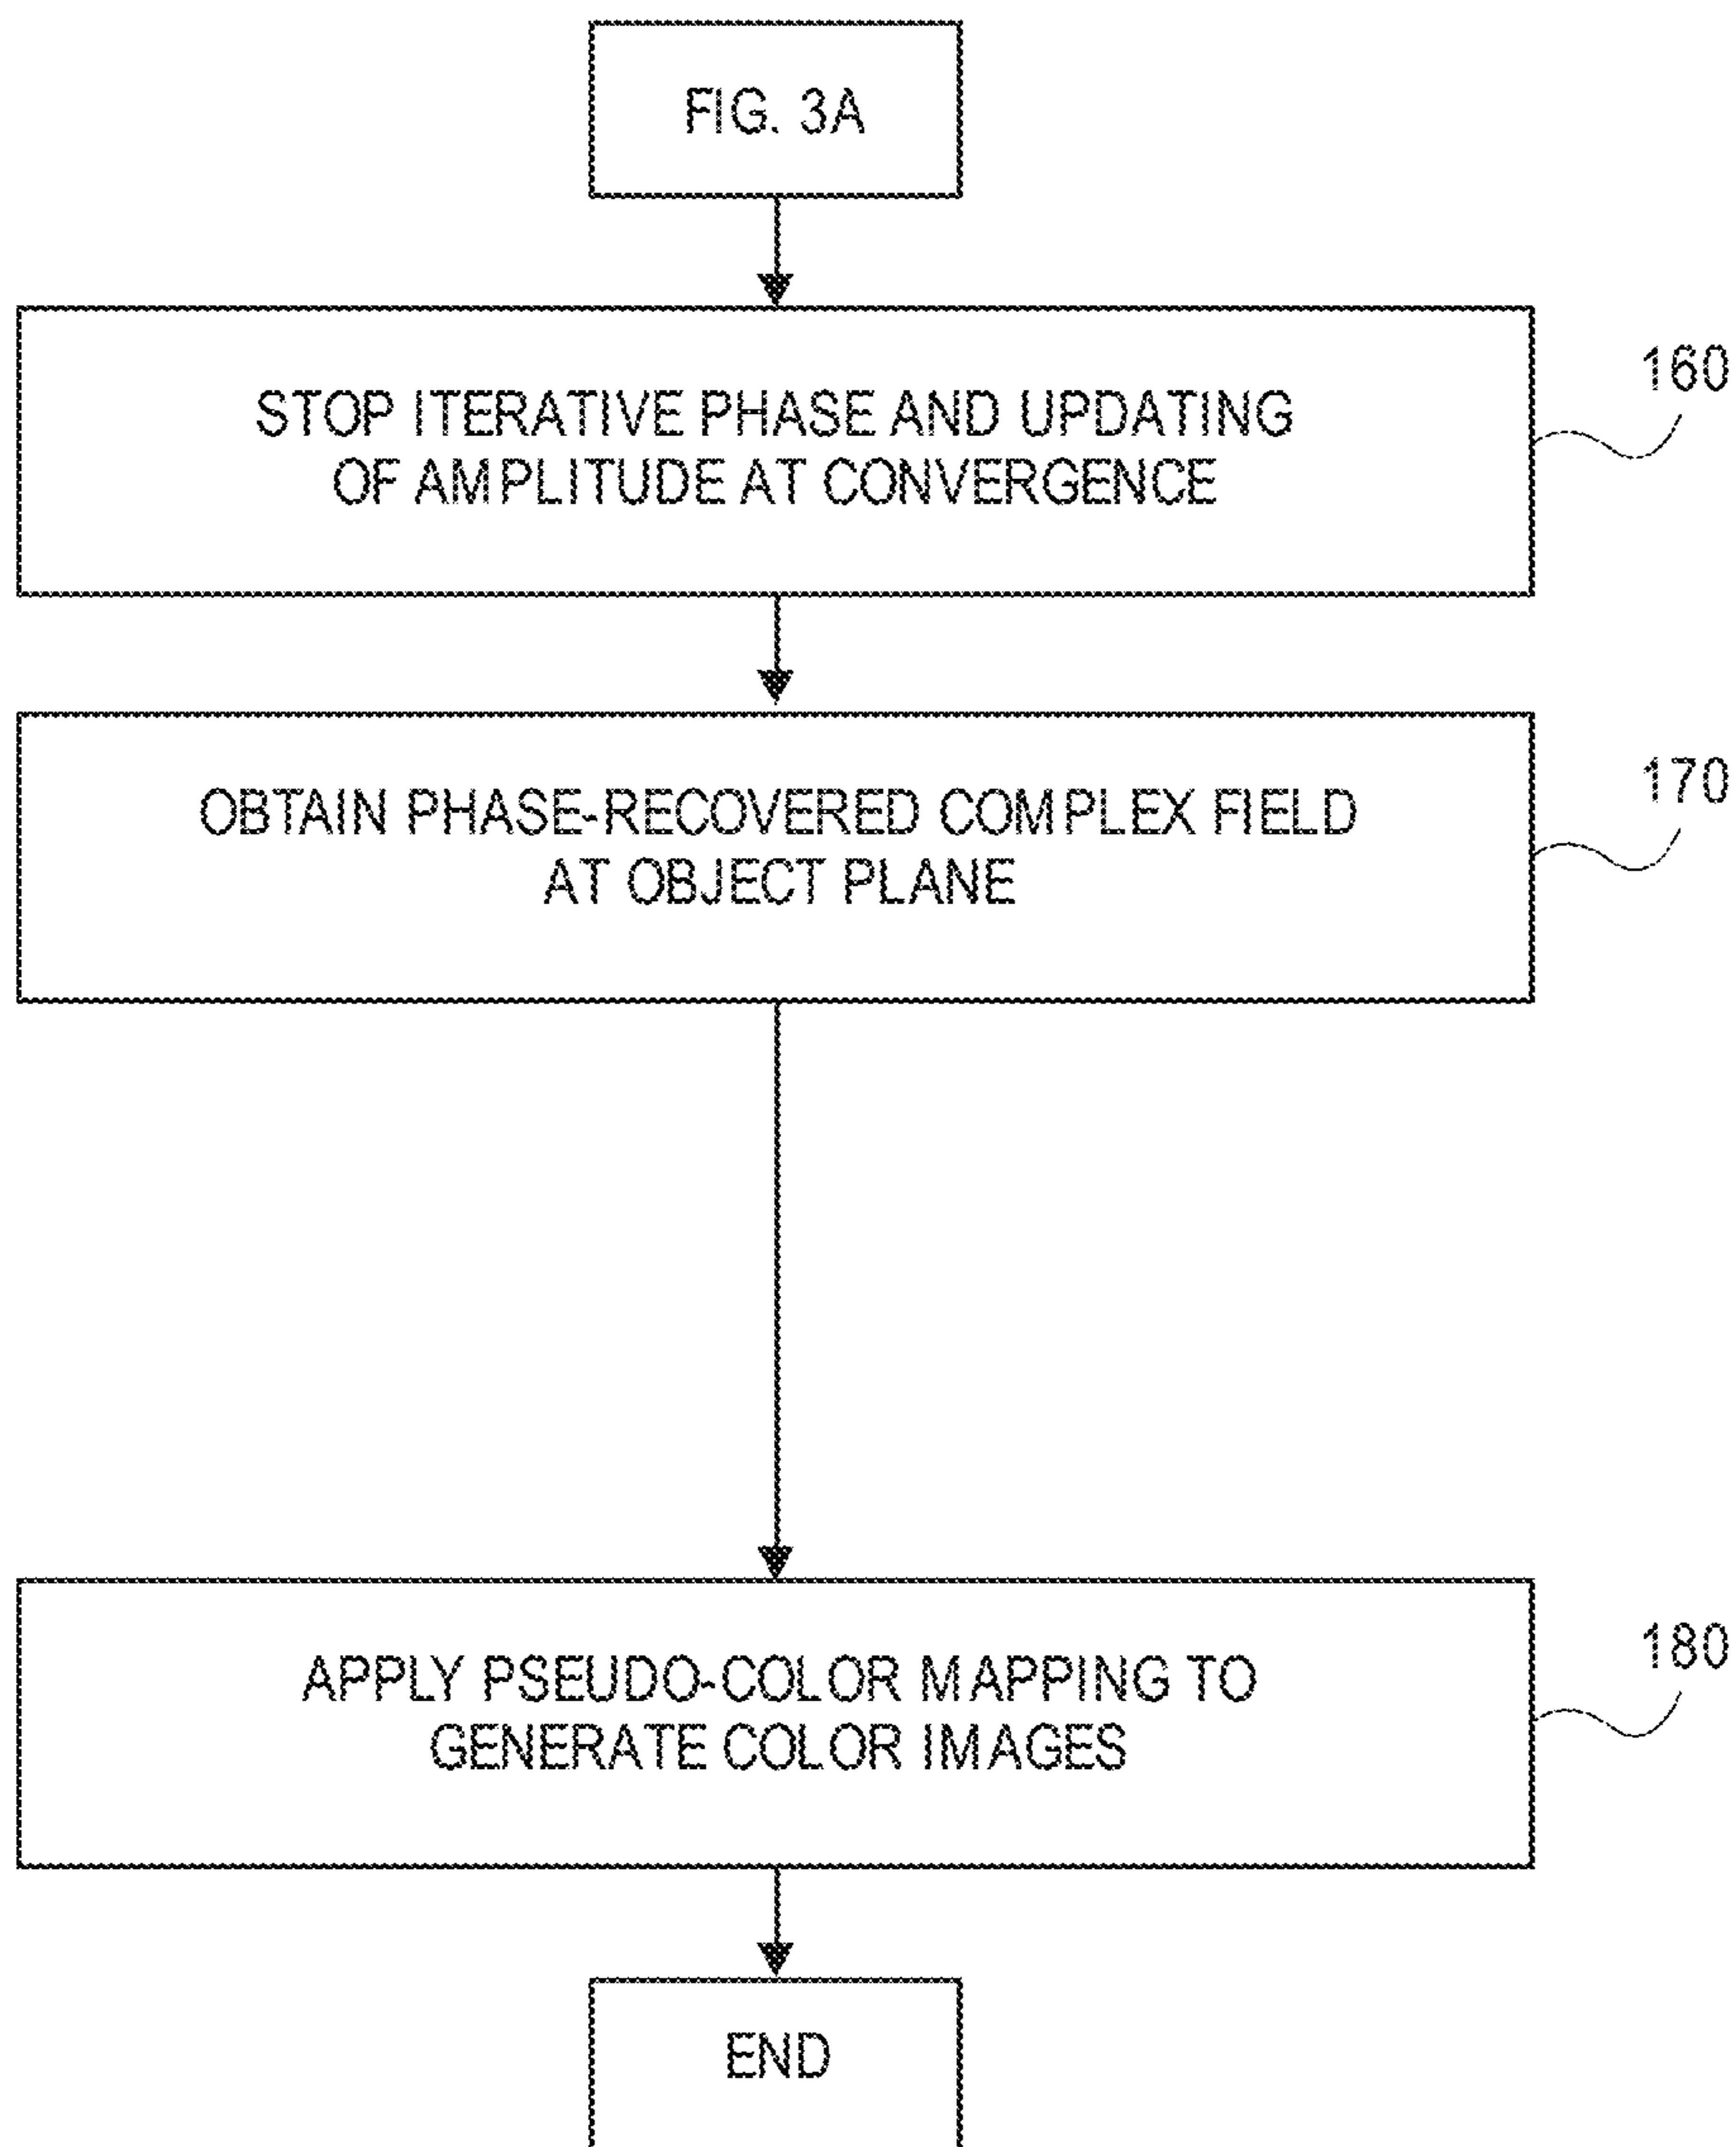 FIG. 3A
STOP ITERATIVE PHASE AND UPDATING
OF AMPLITUDE AT CONVERGENCE
160
OBTAIN PHASE-RECOVERED COMPLEX FIELD
AT OBJECT PLANE
170
APPLY PSEUDO-COLOR MAPPING TO
GENERATE COLOR IMAGES
180
END